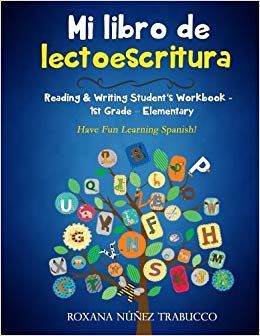 Mi libro de
lectoescritura
Reading & Writing Student's Workbook -
1st Grade – Elementary
Have Fun Learning Spanish!
ROXANA NÚÑEZ TRABUCCO